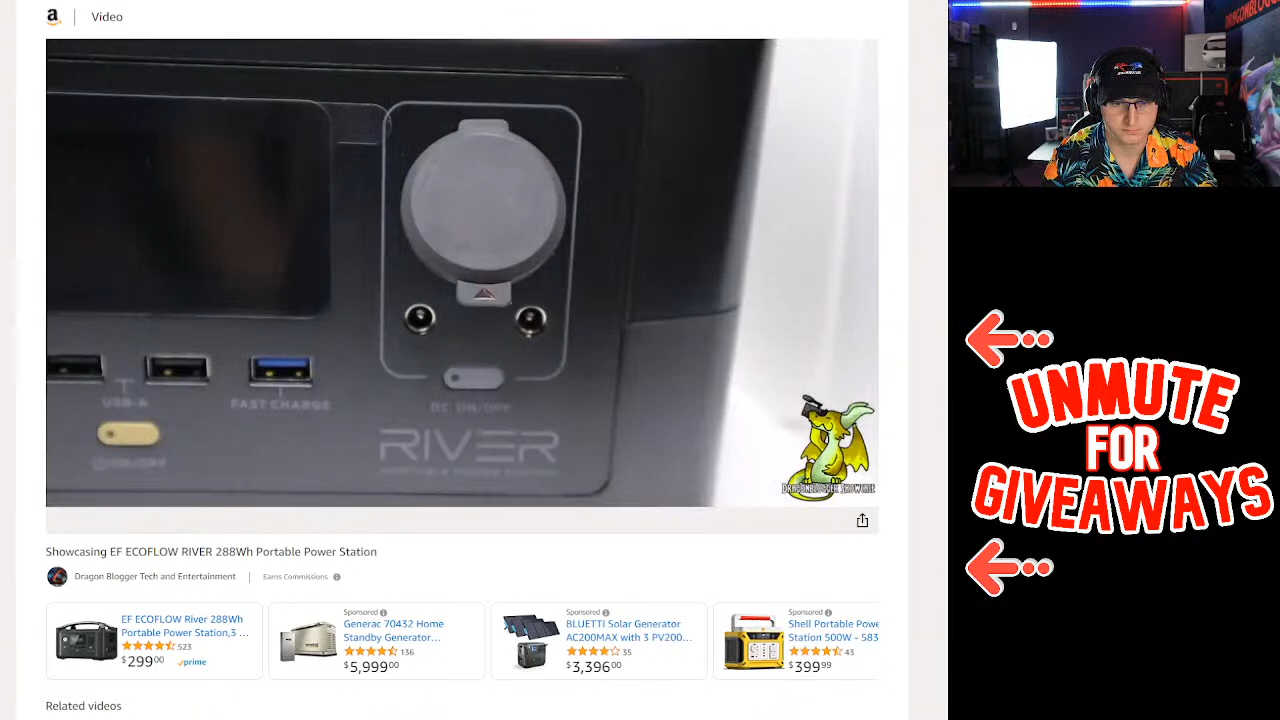 Video
USB-A
FAST CHARGE
DC ON/OFF
RIVER
DRAGONBLOGGER SHOWCASE
Showcasing EF ECOFLOW RIVER 288Wh Portable Power Station
Dragon Blogger Tech and Entertainment
Earns Commissions
EF ECOFLOW River 288Wh
Portable Power Station,3 ...
523
$299.00
prime
Sponsored
Generac 70432 Home
Standby Generator...
136
$5,999.00
Sponsored
BLUETTI Solar Generator
AC200MAX with 3 PV200...
35
$3,396.00
Sponsored
Shell Portable Powe
Station 500W - 583
43
$399.99
Related videos
UNMUTE
FOR
GIVEAWAYS